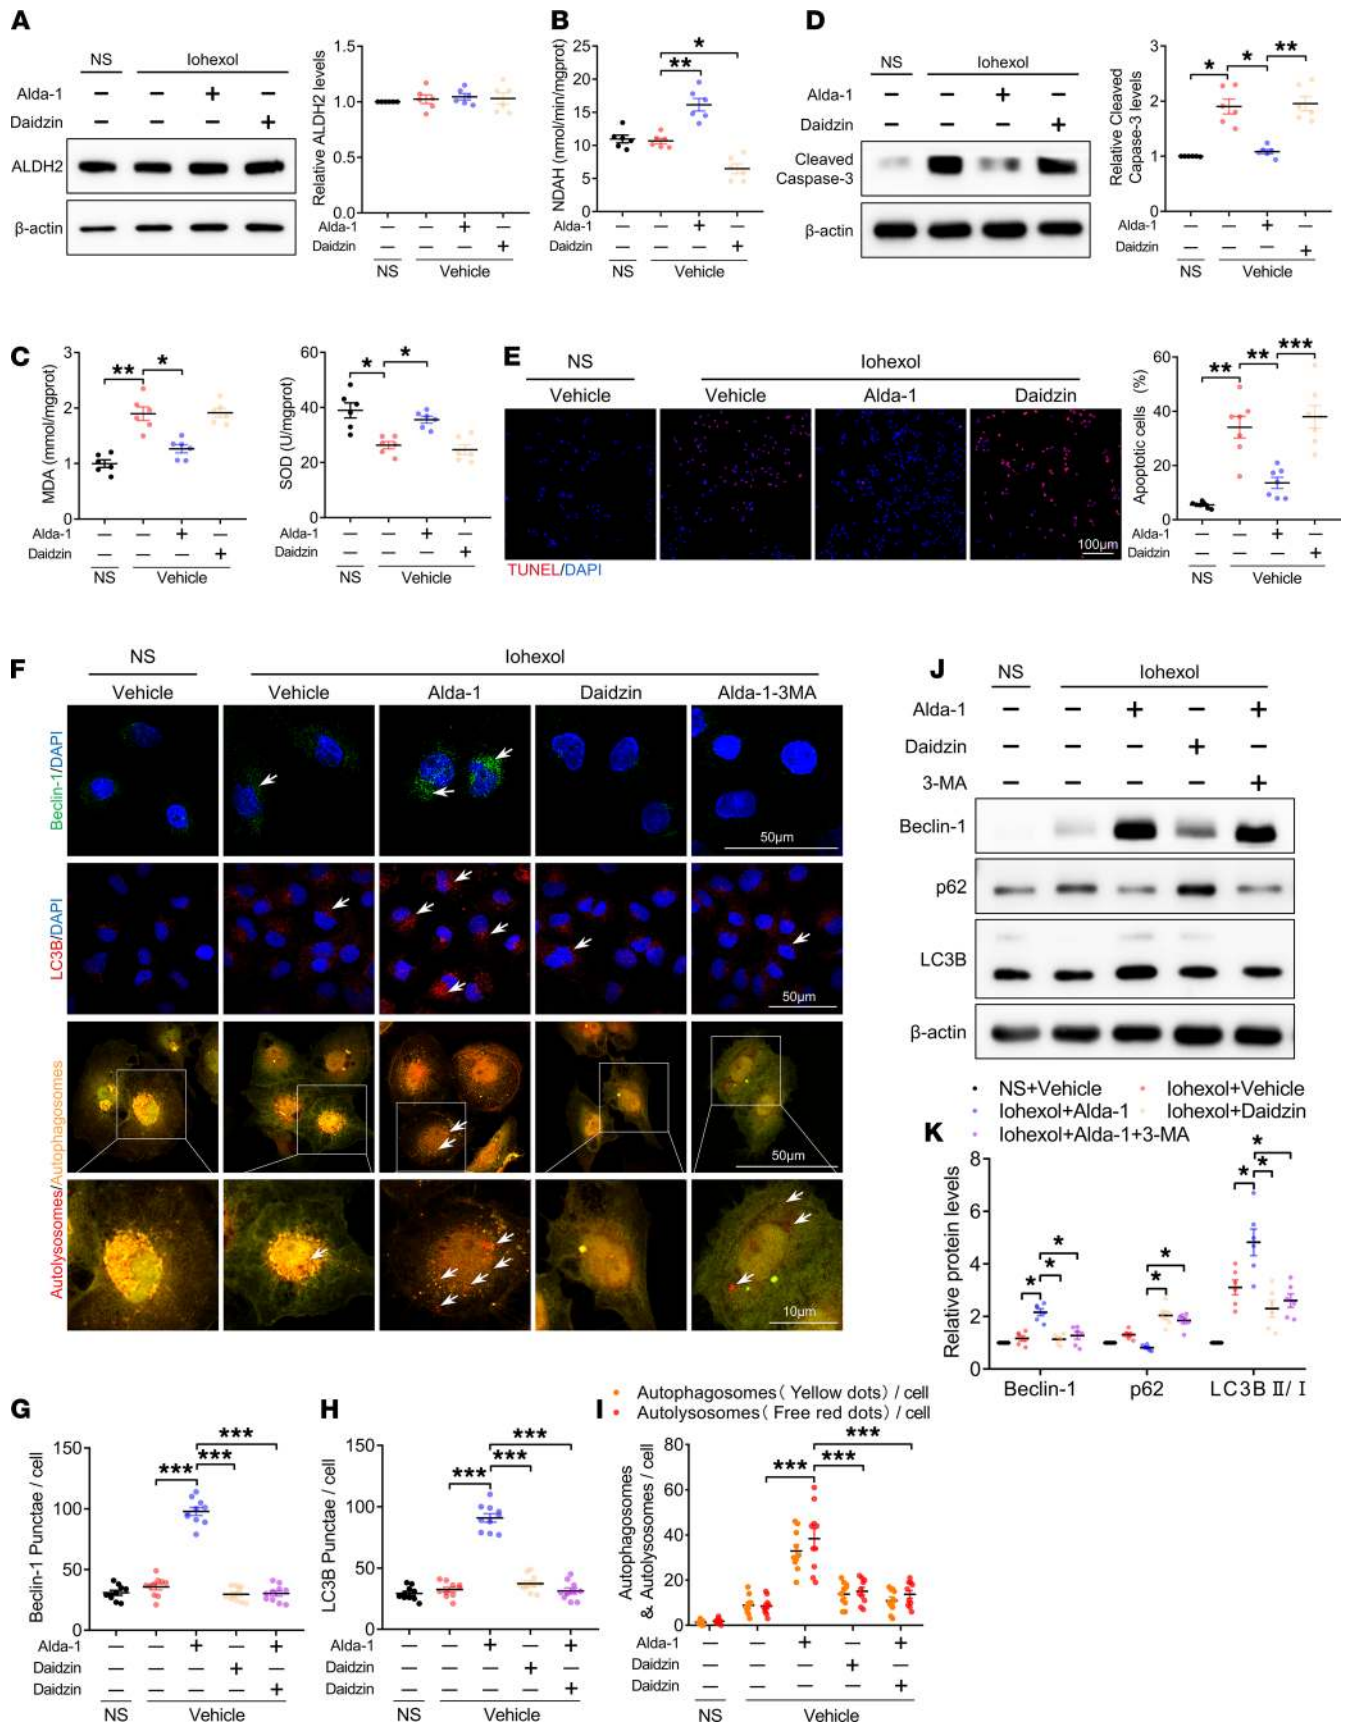 A
NS Iohexol
Alda-1 − − + −
Daidzin − − − +
ALDH2
β-actin
Relative ALDH2 levels
1.5
1.0
0.5
0.0
Alda-1 − − + −
Daidzin − − − +
NS Vehicle
B
NDAH (nmol/min/mgprot)
25
20
15
10
5
0
*
**
Alda-1 − − + −
Daidzin − − − +
NS Vehicle
D
NS Iohexol
Alda-1 − − + −
Daidzin − − − +
Cleaved
Caspase-3
β-actin
Relative Cleaved
Caspase-3 levels
3
2
1
0
* * **
Alda-1 − − + −
Daidzin − − − +
NS Vehicle
C
MDA (mmol/mgprot)
3
2
1
0
** *
Alda-1 − − + −
Daidzin − − − +
NS Vehicle
SOD (U/mgprot)
60
40
20
0
* *
Alda-1 − − + −
Daidzin − − − +
NS Vehicle
E
NS Iohexol
Vehicle Vehicle Alda-1 Daidzin
100μm
TUNEL/DAPI
Apoptotic cells (%)
60
40
20
0
** ** ***
Alda-1 − − + −
Daidzin − − − +
NS Vehicle
F
NS Iohexol
Vehicle Vehicle Alda-1 Daidzin Alda-1-3MA
Beclin-1/DAPI
50μm
LC3B/DAPI
50μm
Autolysosomes/Autophagosomes
50μm
10μm
J
NS Iohexol
Alda-1 − − + − +
Daidzin − − − + −
3-MA − − − − +
Beclin-1
p62
LC3B
β-actin
K
NS+Vehicle Iohexol+Vehicle
Iohexol+Alda-1 Iohexol+Daidzin
Iohexol+Alda-1+3-MA
Relative protein levels
8
6
4
2
0
* * *
* *
* * *
Beclin-1 p62 LC3B II/ I
G
Beclin-1 Punctae / cell
150
100
50
0
*** *** ***
Alda-1 − − + − +
Daidzin − − − + −
Daidzin − − − − +
NS Vehicle
H
LC3B Punctae / cell
150
100
50
0
*** *** ***
Alda-1 − − + − +
Daidzin − − − + −
Daidzin − − − − +
NS Vehicle
I
Autophagosomes( Yellow dots) / cell
Autolysosomes( Free red dots) / cell
Autophagosomes
& Autolysosomes / cell
80
60
40
20
0
*** *** ***
Alda-1 − − + − +
Daidzin − − − + −
Daidzin − − − − +
NS Vehicle